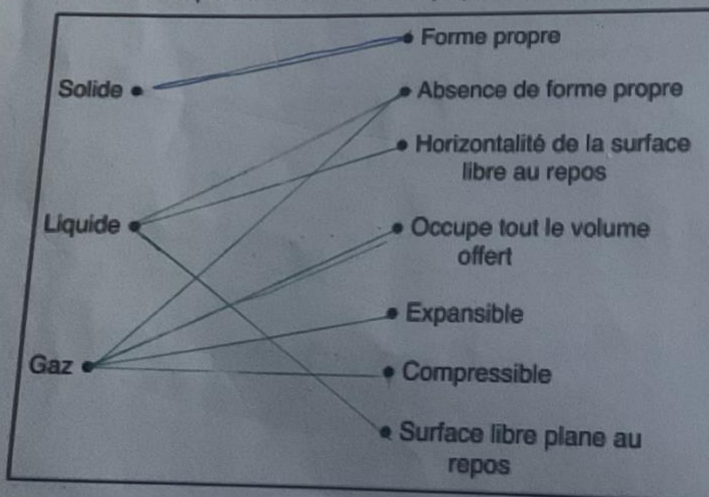 Forme propre
Solide
Absence de forme propre
Horizontalité de la surface
libre au repos
Liquide
Occupe tout le volume
offert
Expansible
Gaz
Compressible
Surface libre plane au
repos